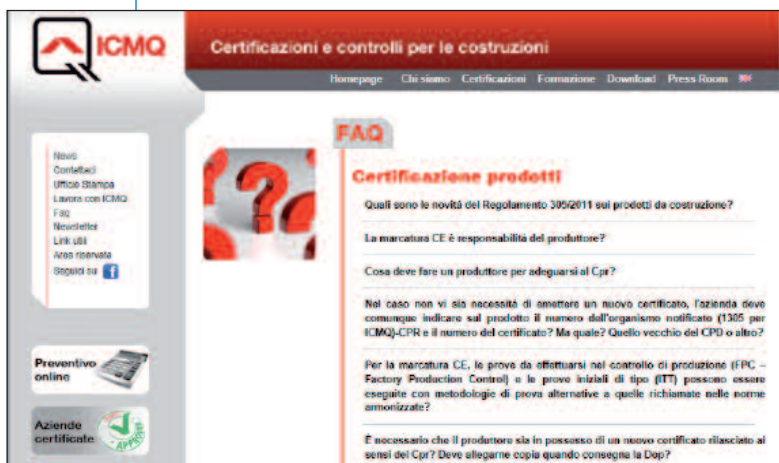 ICMQ
Certificazioni e controlli per le costruzioni
Homepage Chi siamo Certificazioni Formazione Download Press Room
News
Contattaci
Ufficio Stampa
Lavora con ICMQ
Faq
Newsletter
Link utili
Area riservata
Seguici su f
Preventivo
online
Aziende
certificate
APPROVED
FAQ
Certificazione prodotti
Quali sono le novità del Regolamento 305/2011 sui prodotti da costruzione?
La marcatura CE è responsabilità del produttore?
Cosa deve fare un produttore per adeguarsi al Cpr?
Nel caso non vi sia necessità di emettere un nuovo certificato, l'azienda deve
comunque indicare sul prodotto il numero dell'organismo notificato (1305 per
ICMQ)-CPR e il numero del certificato? Ma quale? Quello vecchio del CPD o altro?
Per la marcatura CE, le prove da effettuarsi nel controllo di produzione (FPC –
Factory Production Control) e le prove iniziali di tipo (ITT) possono essere
eseguite con metodologie di prova alternative a quelle richiamate nelle norme
armonizzate?
È necessario che il produttore sia in possesso di un nuovo certificato rilasciato ai
sensi del Cpr? Deve allegarne copia quando consegna la Dop?